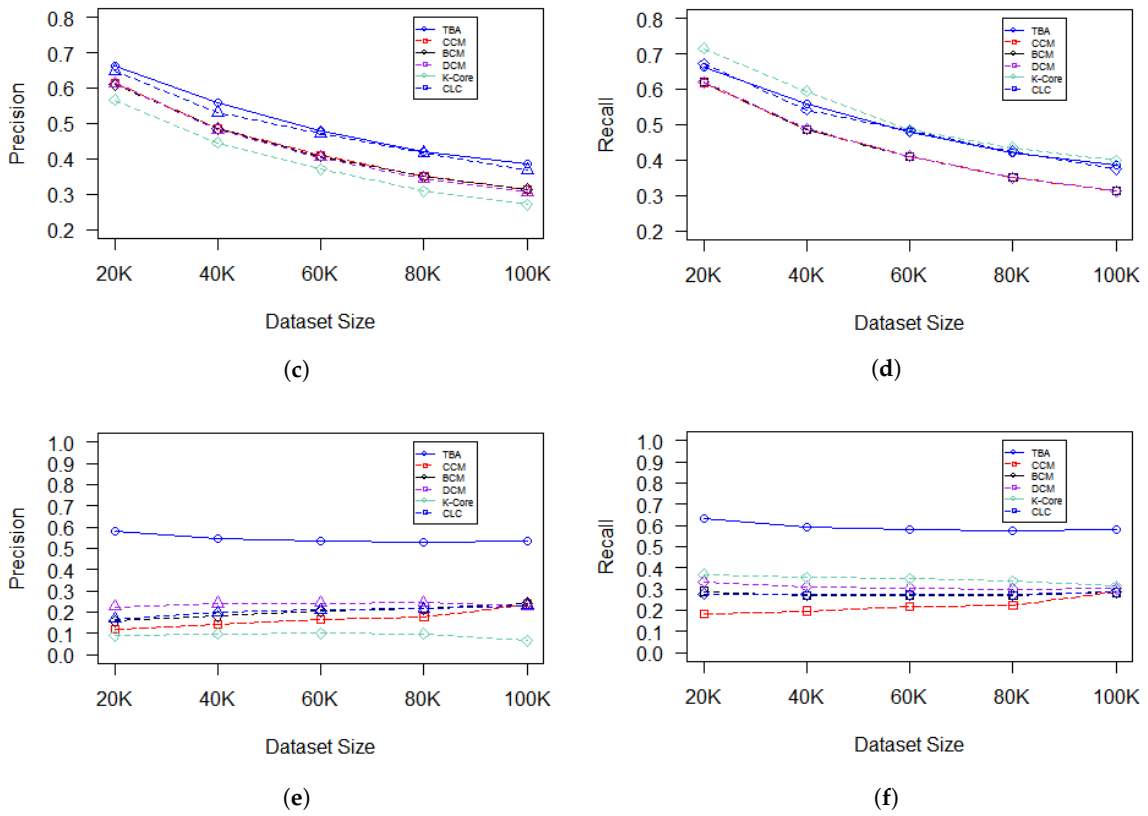 0.8
0.7
0.6
0.5
0.4
0.3
0.2
Precision
TBA
CCM
BCM
DCM
K-Core
CLC
20K 40K 60K 80K 100K
Dataset Size
(c)
0.8
0.7
0.6
0.5
0.4
0.3
0.2
Recall
TBA
CCM
BCM
DCM
K-Core
CLC
20K 40K 60K 80K 100K
Dataset Size
(d)
1.0
0.9
0.8
0.7
0.6
0.5
0.4
0.3
0.2
0.1
0.0
Precision
TBA
CCM
BCM
DCM
K-Core
CLC
20K 40K 60K 80K 100K
Dataset Size
(e)
1.0
0.9
0.8
0.7
0.6
0.5
0.4
0.3
0.2
0.1
0.0
Recall
TBA
CCM
BCM
DCM
K-Core
CLC
20K 40K 60K 80K 100K
Dataset Size
(f)